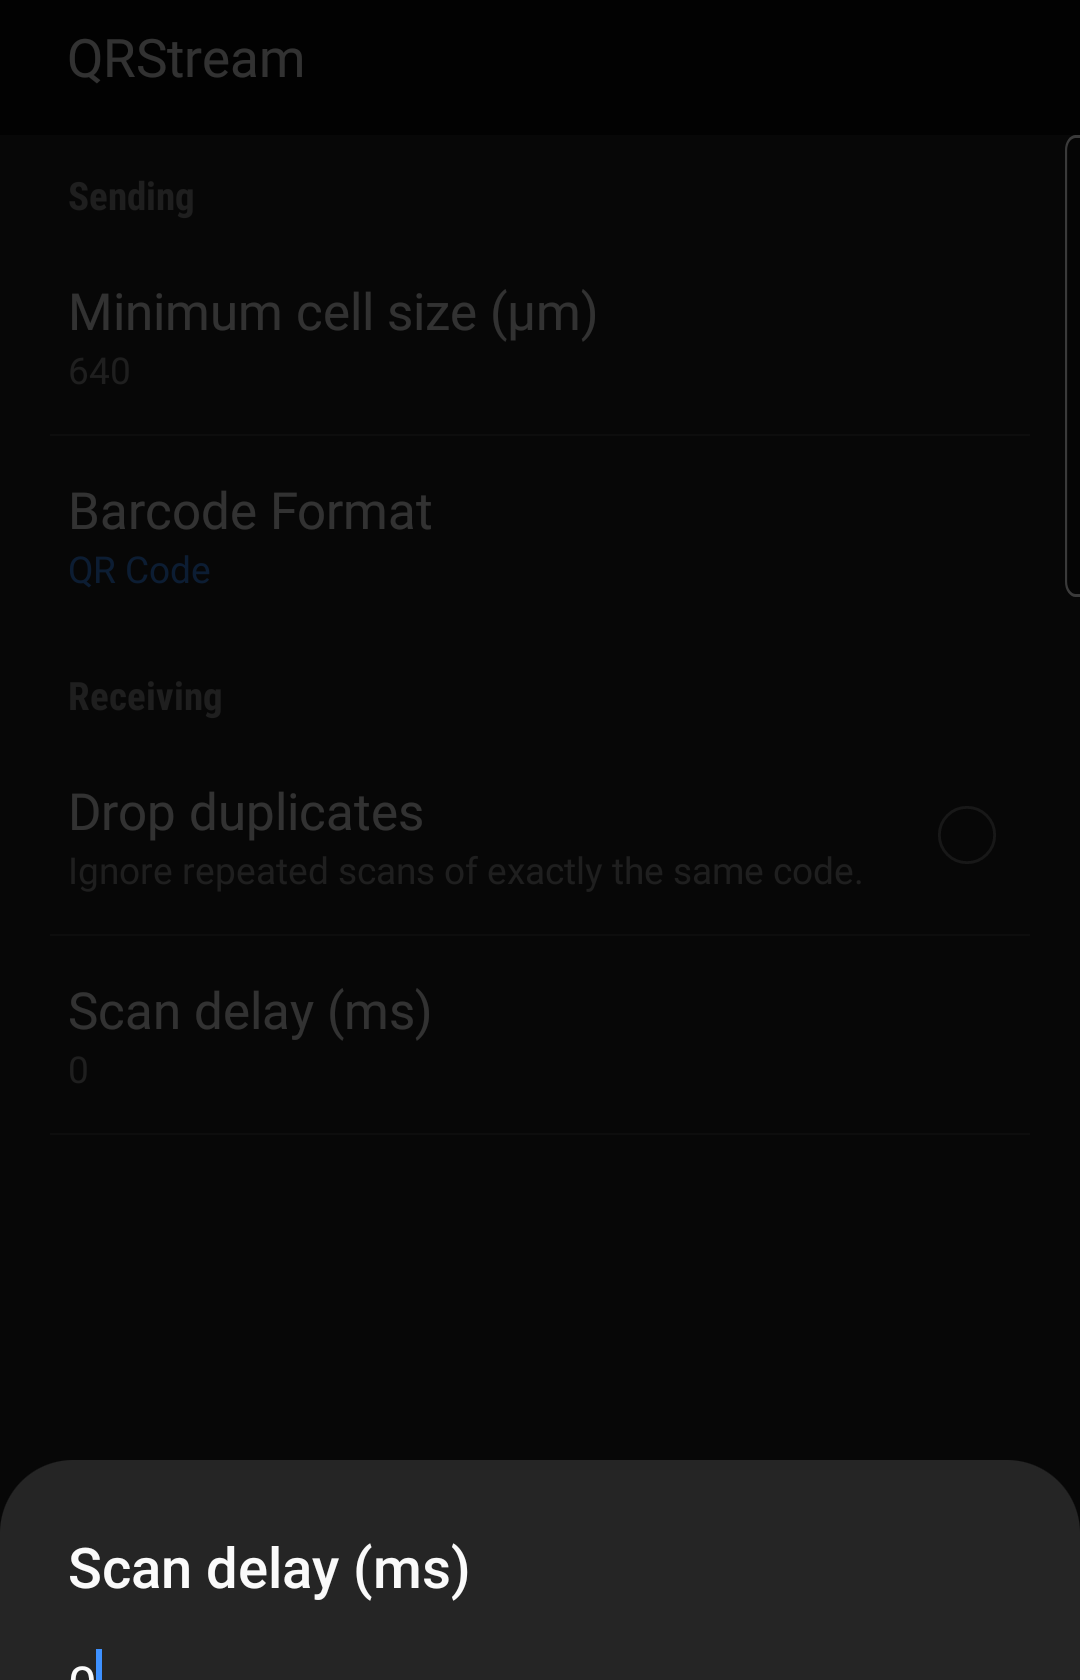 QRStream
Sending
Minimum cell size (µm)
640
Barcode Format
QR Code
Receiving
Drop duplicates
Ignore repeated scans of exactly the same code.
Scan delay (ms)
0
Scan delay (ms)